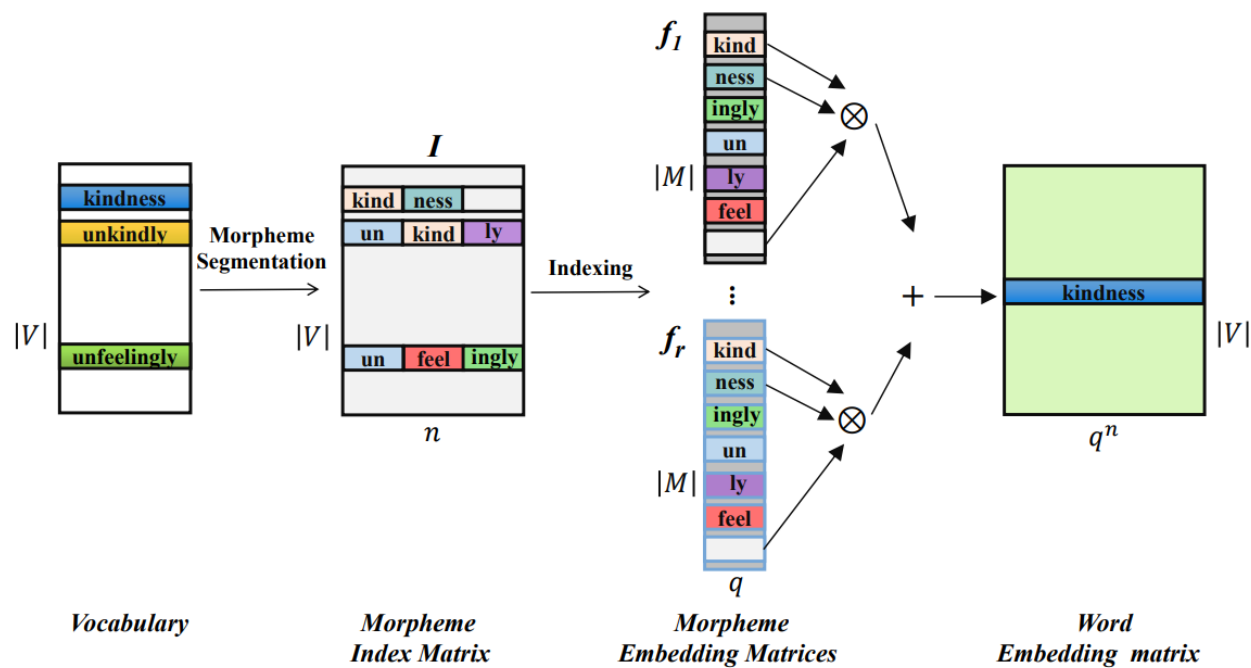 kindness
unkindly
|V|
unfeelingly
Vocabulary
Morpheme
Segmentation
I
kind ness
un kind ly
|V|
un feel ingly
n
Morpheme
Index Matrix
Indexing
f₁
kind
ness
ingly
un
|M|
ly
feel
⊗
⋮
fᵣ
kind
ness
ingly
⊗
un
|M|
ly
feel
q
Morpheme
Embedding Matrices
+
kindness
|V|
qⁿ
Word
Embedding matrix